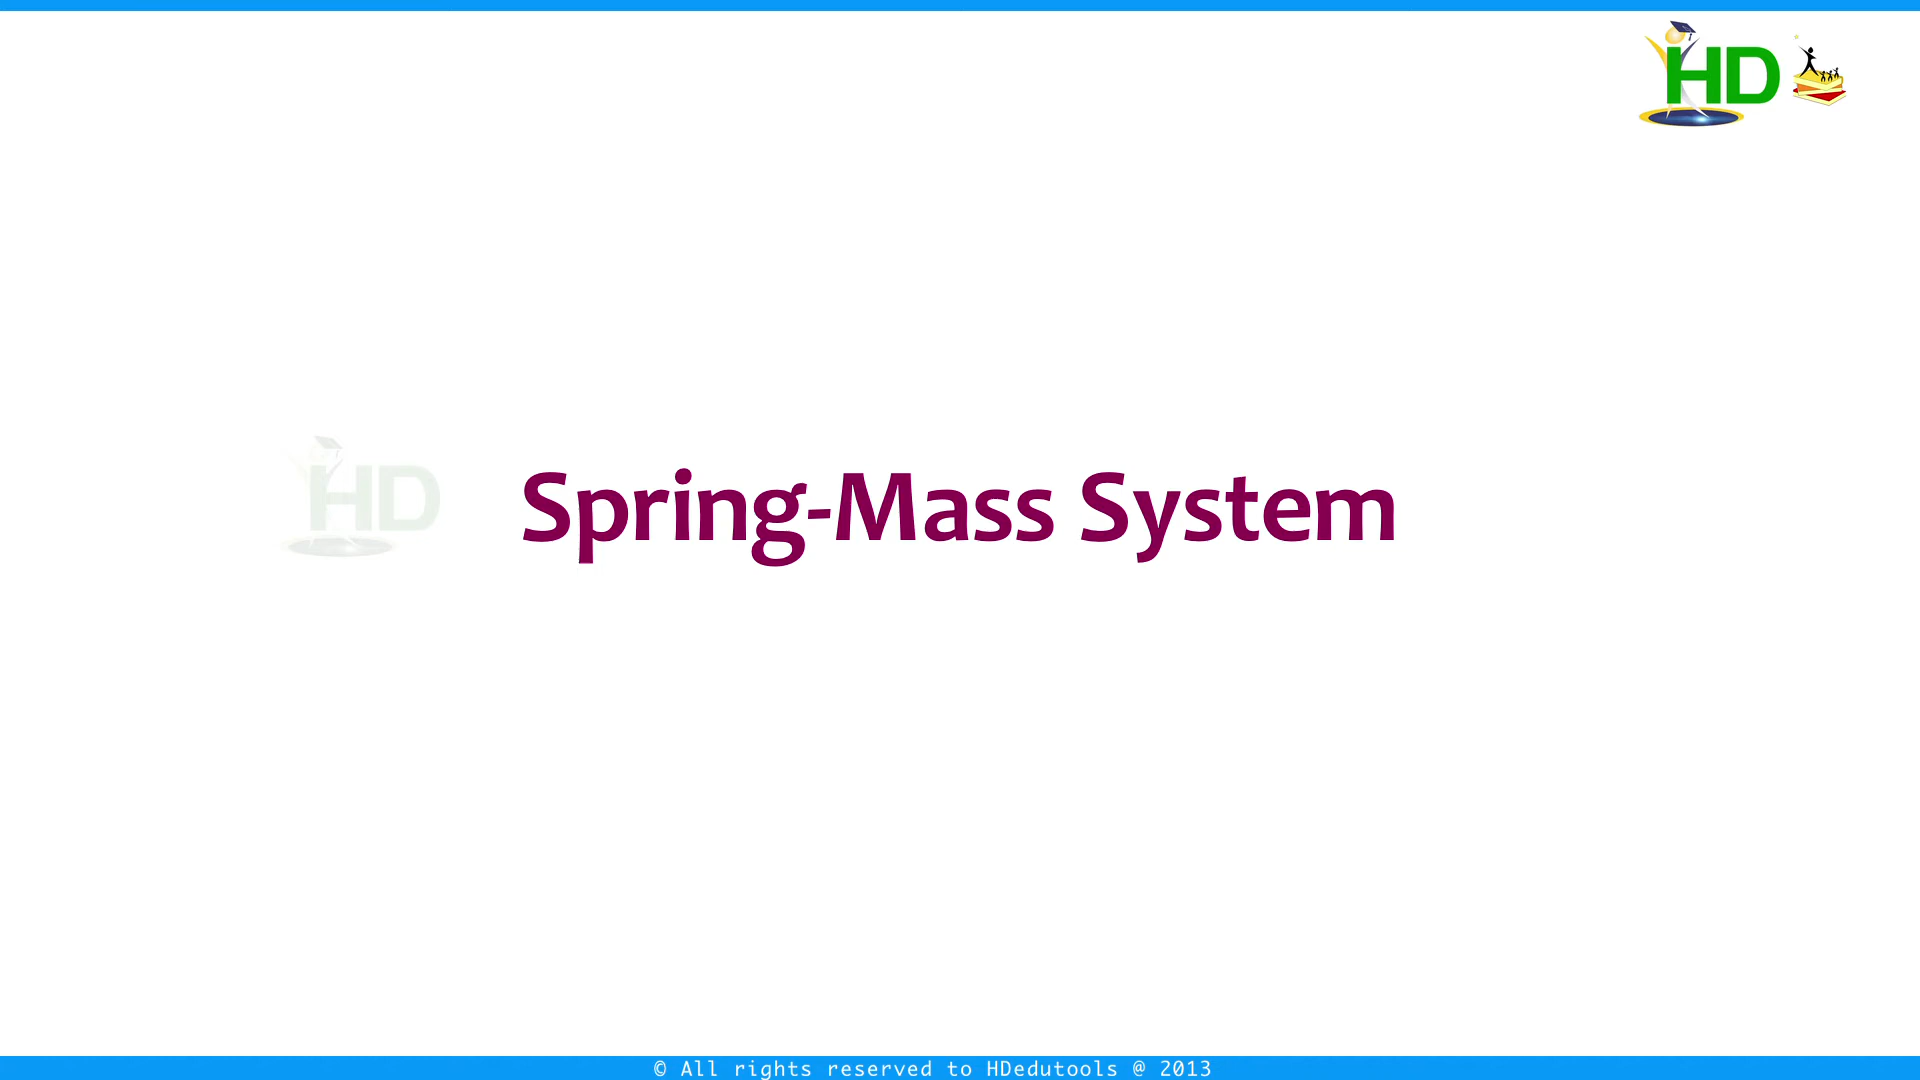 HD
HD
Spring-Mass System
© All rights reserved to HDedutools @ 2013